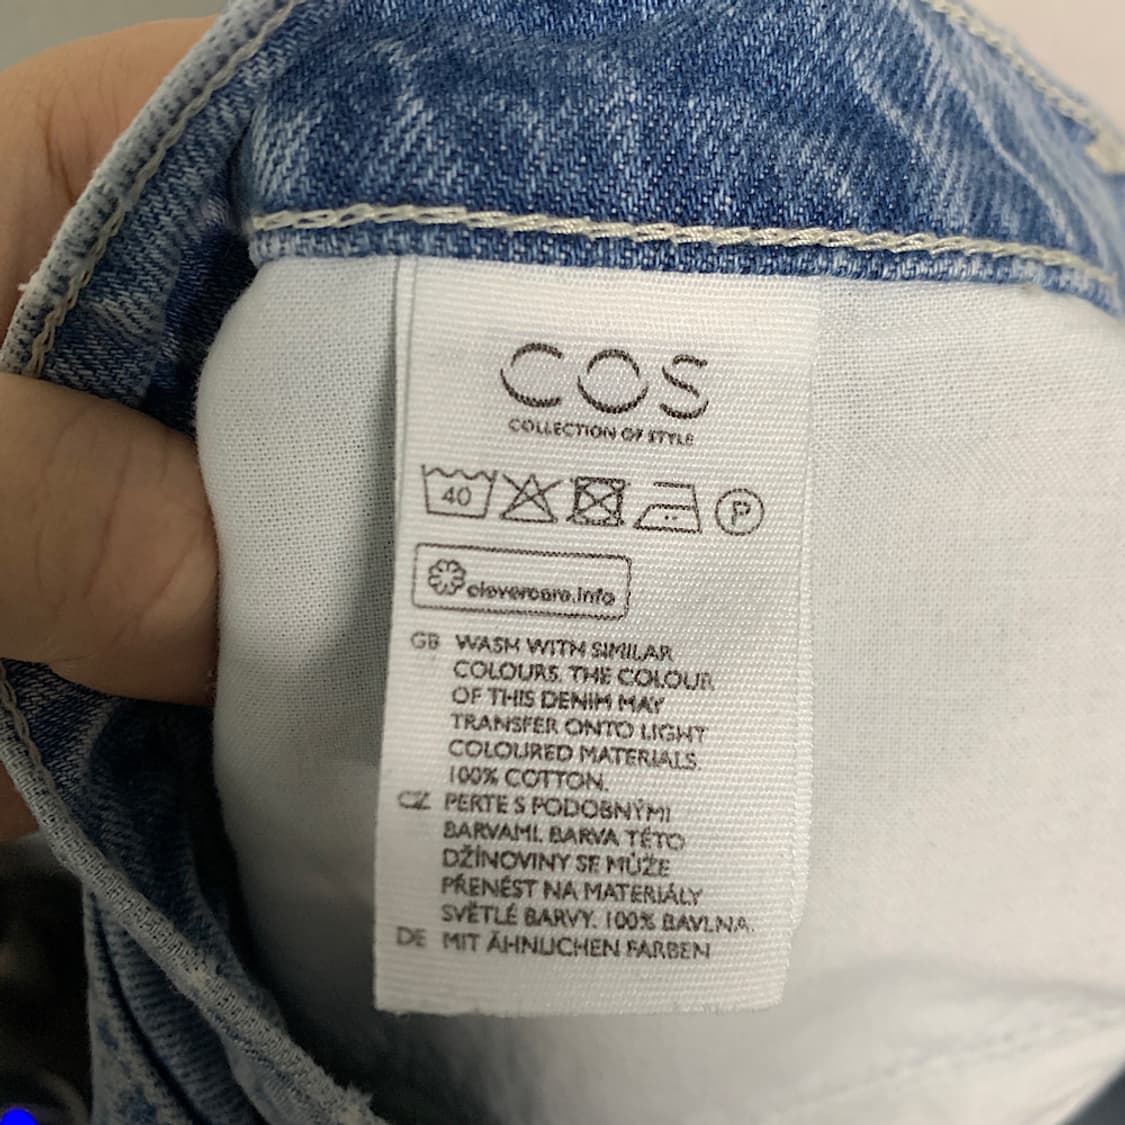 COS
COLLECTION OF STYLE
40
P
clevercare.info
GB WASH WITH SIMILAR
COLOURS. THE COLOUR
OF THIS DENIM MAY
TRANSFER ONTO LIGHT
COLOURED MATERIALS.
100% COTTON.
CZ PERTE S PODOBNÝMI
BARVAMI. BARVA TÉTO
DŽÍNOVINY SE MŮŽE
PŘENÉST NA MATERIÁLY
SVĚTLÉ BARVY. 100% BAVLNA.
DE MIT ÄHNLICHEN FARBEN